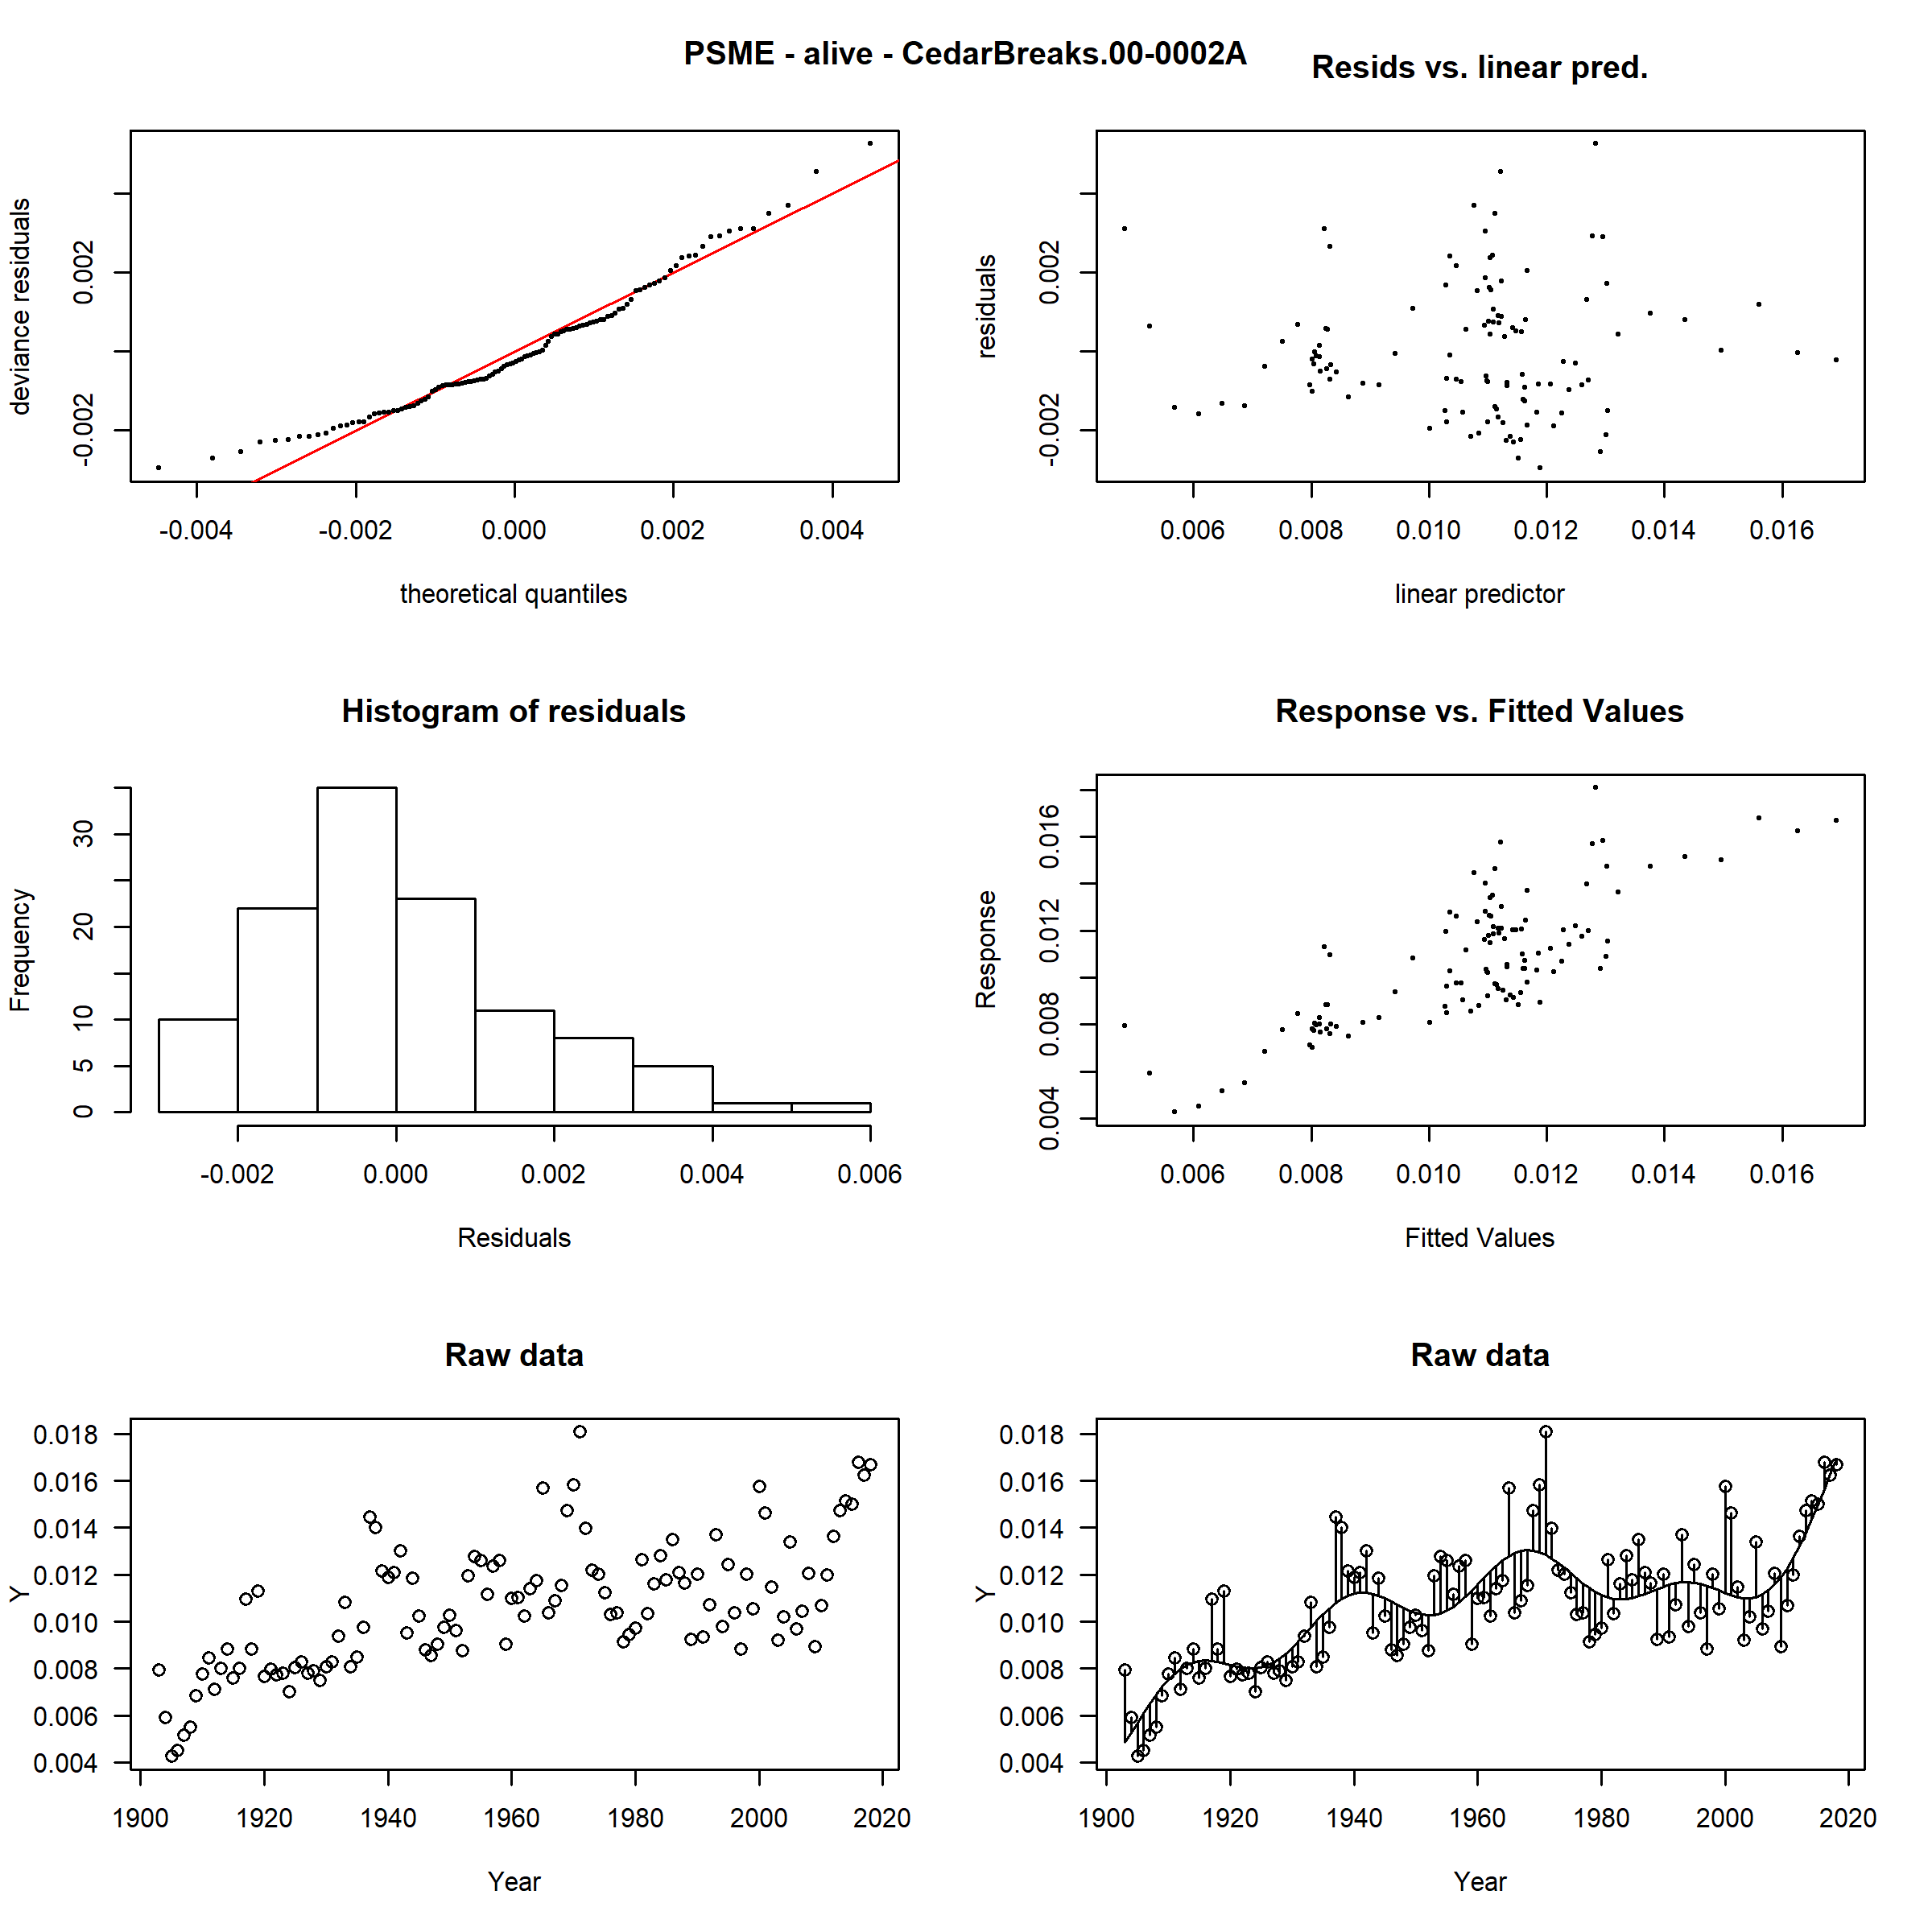 PSME - alive - CedarBreaks.00-0002A
Resids vs. linear pred.
deviance residuals
0.002
-0.002
-0.004 -0.002 0.000 0.002 0.004
theoretical quantiles
residuals
0.002
-0.002
0.006 0.008 0.010 0.012 0.014 0.016
linear predictor
Histogram of residuals
Frequency
30
20
10
5
0
-0.002 0.000 0.002 0.004 0.006
Residuals
Response vs. Fitted Values
Response
0.016
0.012
0.008
0.004
0.006 0.008 0.010 0.012 0.014 0.016
Fitted Values
Raw data
Y
0.018
0.016
0.014
0.012
0.010
0.008
0.006
0.004
1900 1920 1940 1960 1980 2000 2020
Year
Raw data
Y
0.018
0.016
0.014
0.012
0.010
0.008
0.006
0.004
1900 1920 1940 1960 1980 2000 2020
Year